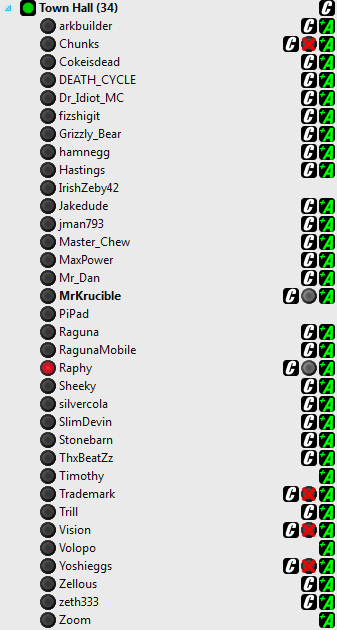 Town Hall (34) C
arkbuilder
Chunks C +A
Cokeisdead C +A
DEATH_CYCLE C +A
Dr_Idiot_MC C +A
fizshigit C +A
Grizzly_Bear C +A
hamnegg C +A
Hastings C +A
IrishZeby42
Jakedude C +A
jman793 C +A
Master_Chew C +A
MaxPower C +A
Mr_Dan C +A
MrKrucible C +A
PiPad
Raguna C +A
RagunaMobile C +A
Raphy C +A
Sheeky C +A
silvercola C +A
SlimDevin C +A
Stonebarn C +A
ThxBeatZz C +A
Timothy +A
Trademark C +A
Trill C +A
Vision C +A
Volopo +A
Yoshieggs C +A
Zellous C +A
zeth333 C +A
Zoom +A